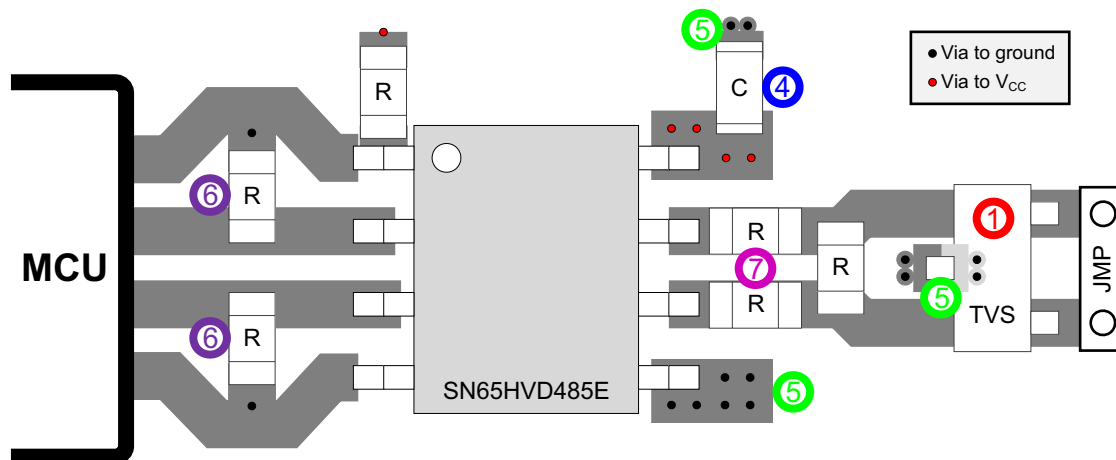 5
Via to ground
Via to VCC
R
C
4
6
R
R
1
MCU
7
R
JMP
5
TVS
6
R
R
SN65HVD485E
5